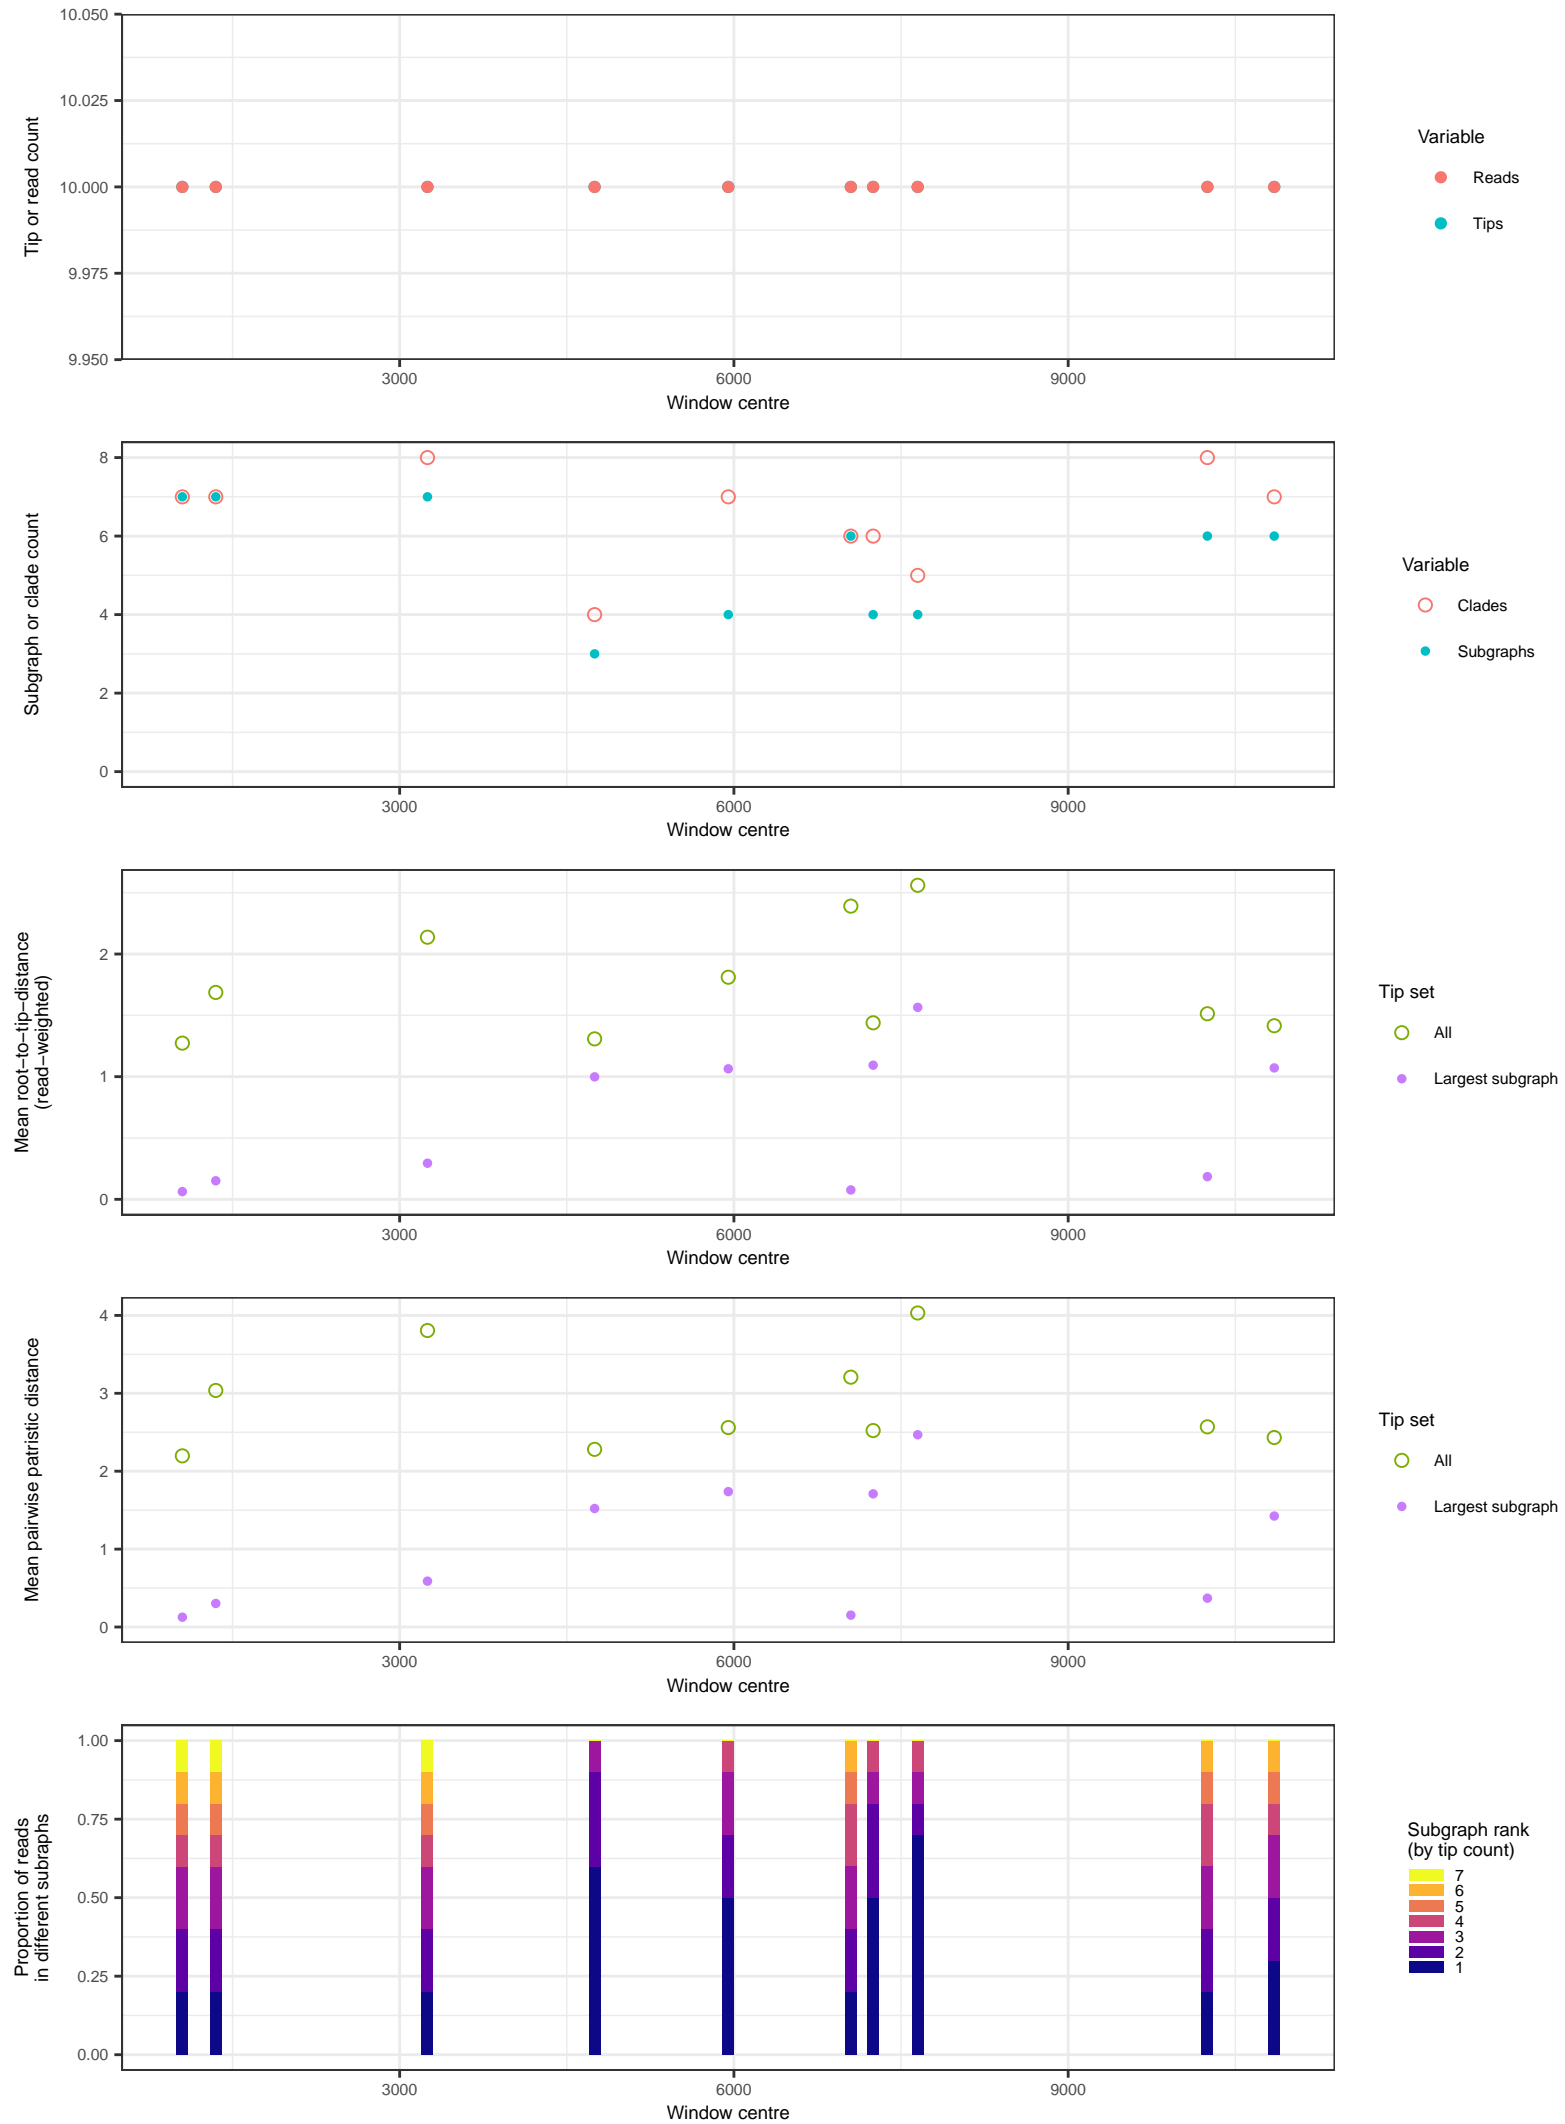 10.050
10.025
10.000
9.975
9.950
Tip or read count
3000 6000 9000
Window centre
Variable
Reads
Tips
8
6
4
2
0
Subgraph or clade count
3000 6000 9000
Window centre
Variable
Clades
Subgraphs
2
1
0
Mean root−to−tip−distance
(read−weighted)
3000 6000 9000
Window centre
Tip set
All
Largest subgraph
4
3
2
1
0
Mean pairwise patristic distance
3000 6000 9000
Window centre
Tip set
All
Largest subgraph
1.00
0.75
0.50
0.25
0.00
Proportion of reads
in different subraphs
3000 6000 9000
Window centre
Subgraph rank
(by tip count)
7
6
5
4
3
2
1